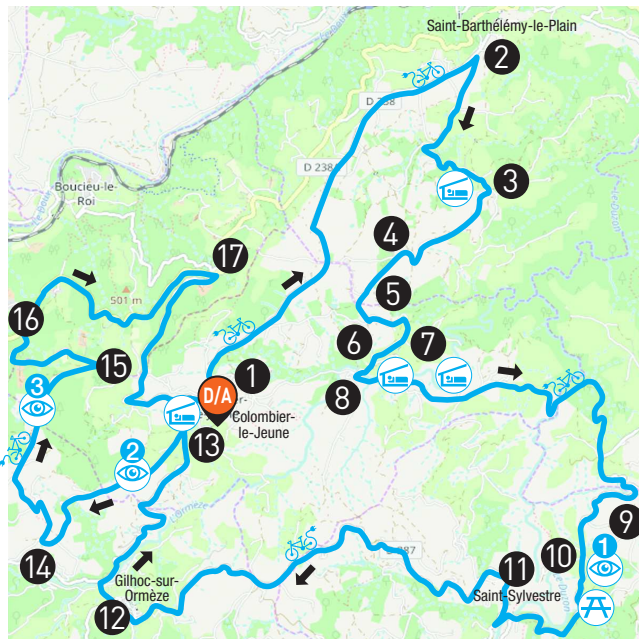 Saint-Barthélémy-le-Plain
2
D 238
D 238
3
Boucieu-le-
Roi
4
17
501 m
5
16
6
7
15
1
3
D/A
8
Colombier-
le-Jeune
13
2
L'Ormèze
9
14
10
1
D
Gilhoc-sur-
Ormèze
11
Saint-Sylvestre
12